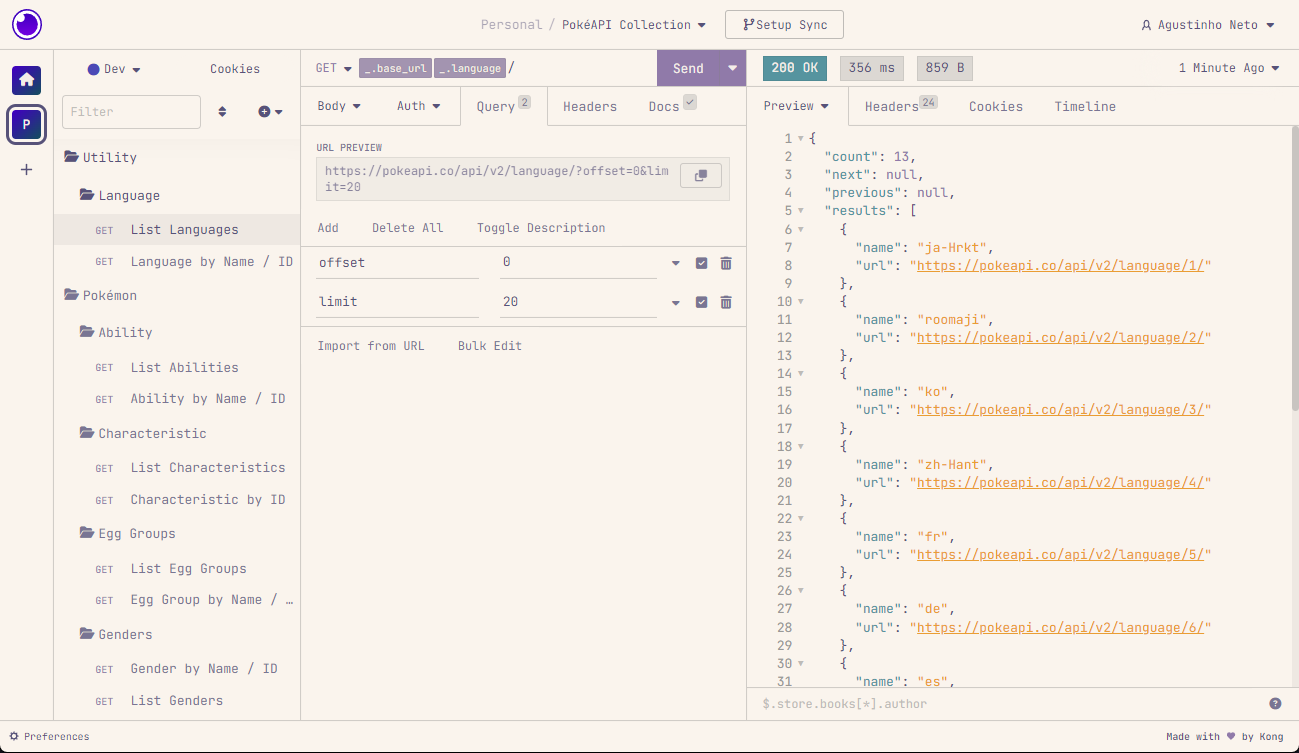 Personal / PokéAPI Collection
Setup Sync
Agustinho Neto
P
Dev
Cookies
Filter
Utility
Language
GET List Languages
GET Language by Name / ID
Pokémon
Ability
GET List Abilities
GET Ability by Name / ID
Characteristic
GET List Characteristics
GET Characteristic by ID
Egg Groups
GET List Egg Groups
GET Egg Group by Name / …
Genders
GET Gender by Name / ID
GET List Genders
GET _.base_url _.language /
Send
Body Auth Query 2 Headers Docs
URL PREVIEW
https://pokeapi.co/api/v2/language/?offset=0&lim
it=20
Add Delete All Toggle Description
offset 0
limit 20
Import from URL Bulk Edit
200 OK 356 ms 859 B 1 Minute Ago
Preview Headers 24 Cookies Timeline
1 {
2 "count": 13,
3 "next": null,
4 "previous": null,
5 "results": [
6 {
7 "name": "ja-Hrkt",
8 "url": "https://pokeapi.co/api/v2/language/1/"
9 },
10 {
11 "name": "roomaji",
12 "url": "https://pokeapi.co/api/v2/language/2/"
13 },
14 {
15 "name": "ko",
16 "url": "https://pokeapi.co/api/v2/language/3/"
17 },
18 {
19 "name": "zh-Hant",
20 "url": "https://pokeapi.co/api/v2/language/4/"
21 },
22 {
23 "name": "fr",
24 "url": "https://pokeapi.co/api/v2/language/5/"
25 },
26 {
27 "name": "de",
28 "url": "https://pokeapi.co/api/v2/language/6/"
29 },
30 {
31 "name": "es",
$.store.books[*].author
?
Preferences
Made with ♥ by Kong